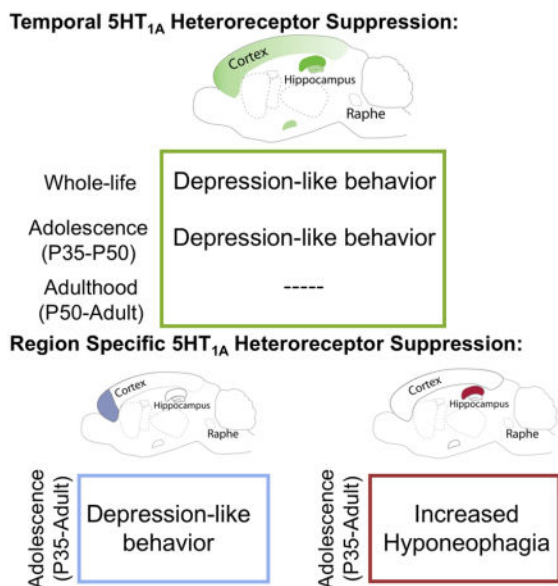 Temporal 5HT1A Heteroreceptor Suppression:
Cortex
Hippocampus
Raphe
Whole-life
Depression-like behavior
Adolescence
(P35-P50)
Depression-like behavior
Adulthood
(P50-Adult)
-----
Region Specific 5HT1A Heteroreceptor Suppression:
Cortex
Hippocampus
Raphe
Cortex
Hippocampus
Raphe
Adolescence
(P35-Adult)
Depression-like
behavior
Adolescence
(P35-Adult)
Increased
Hyponeophagia